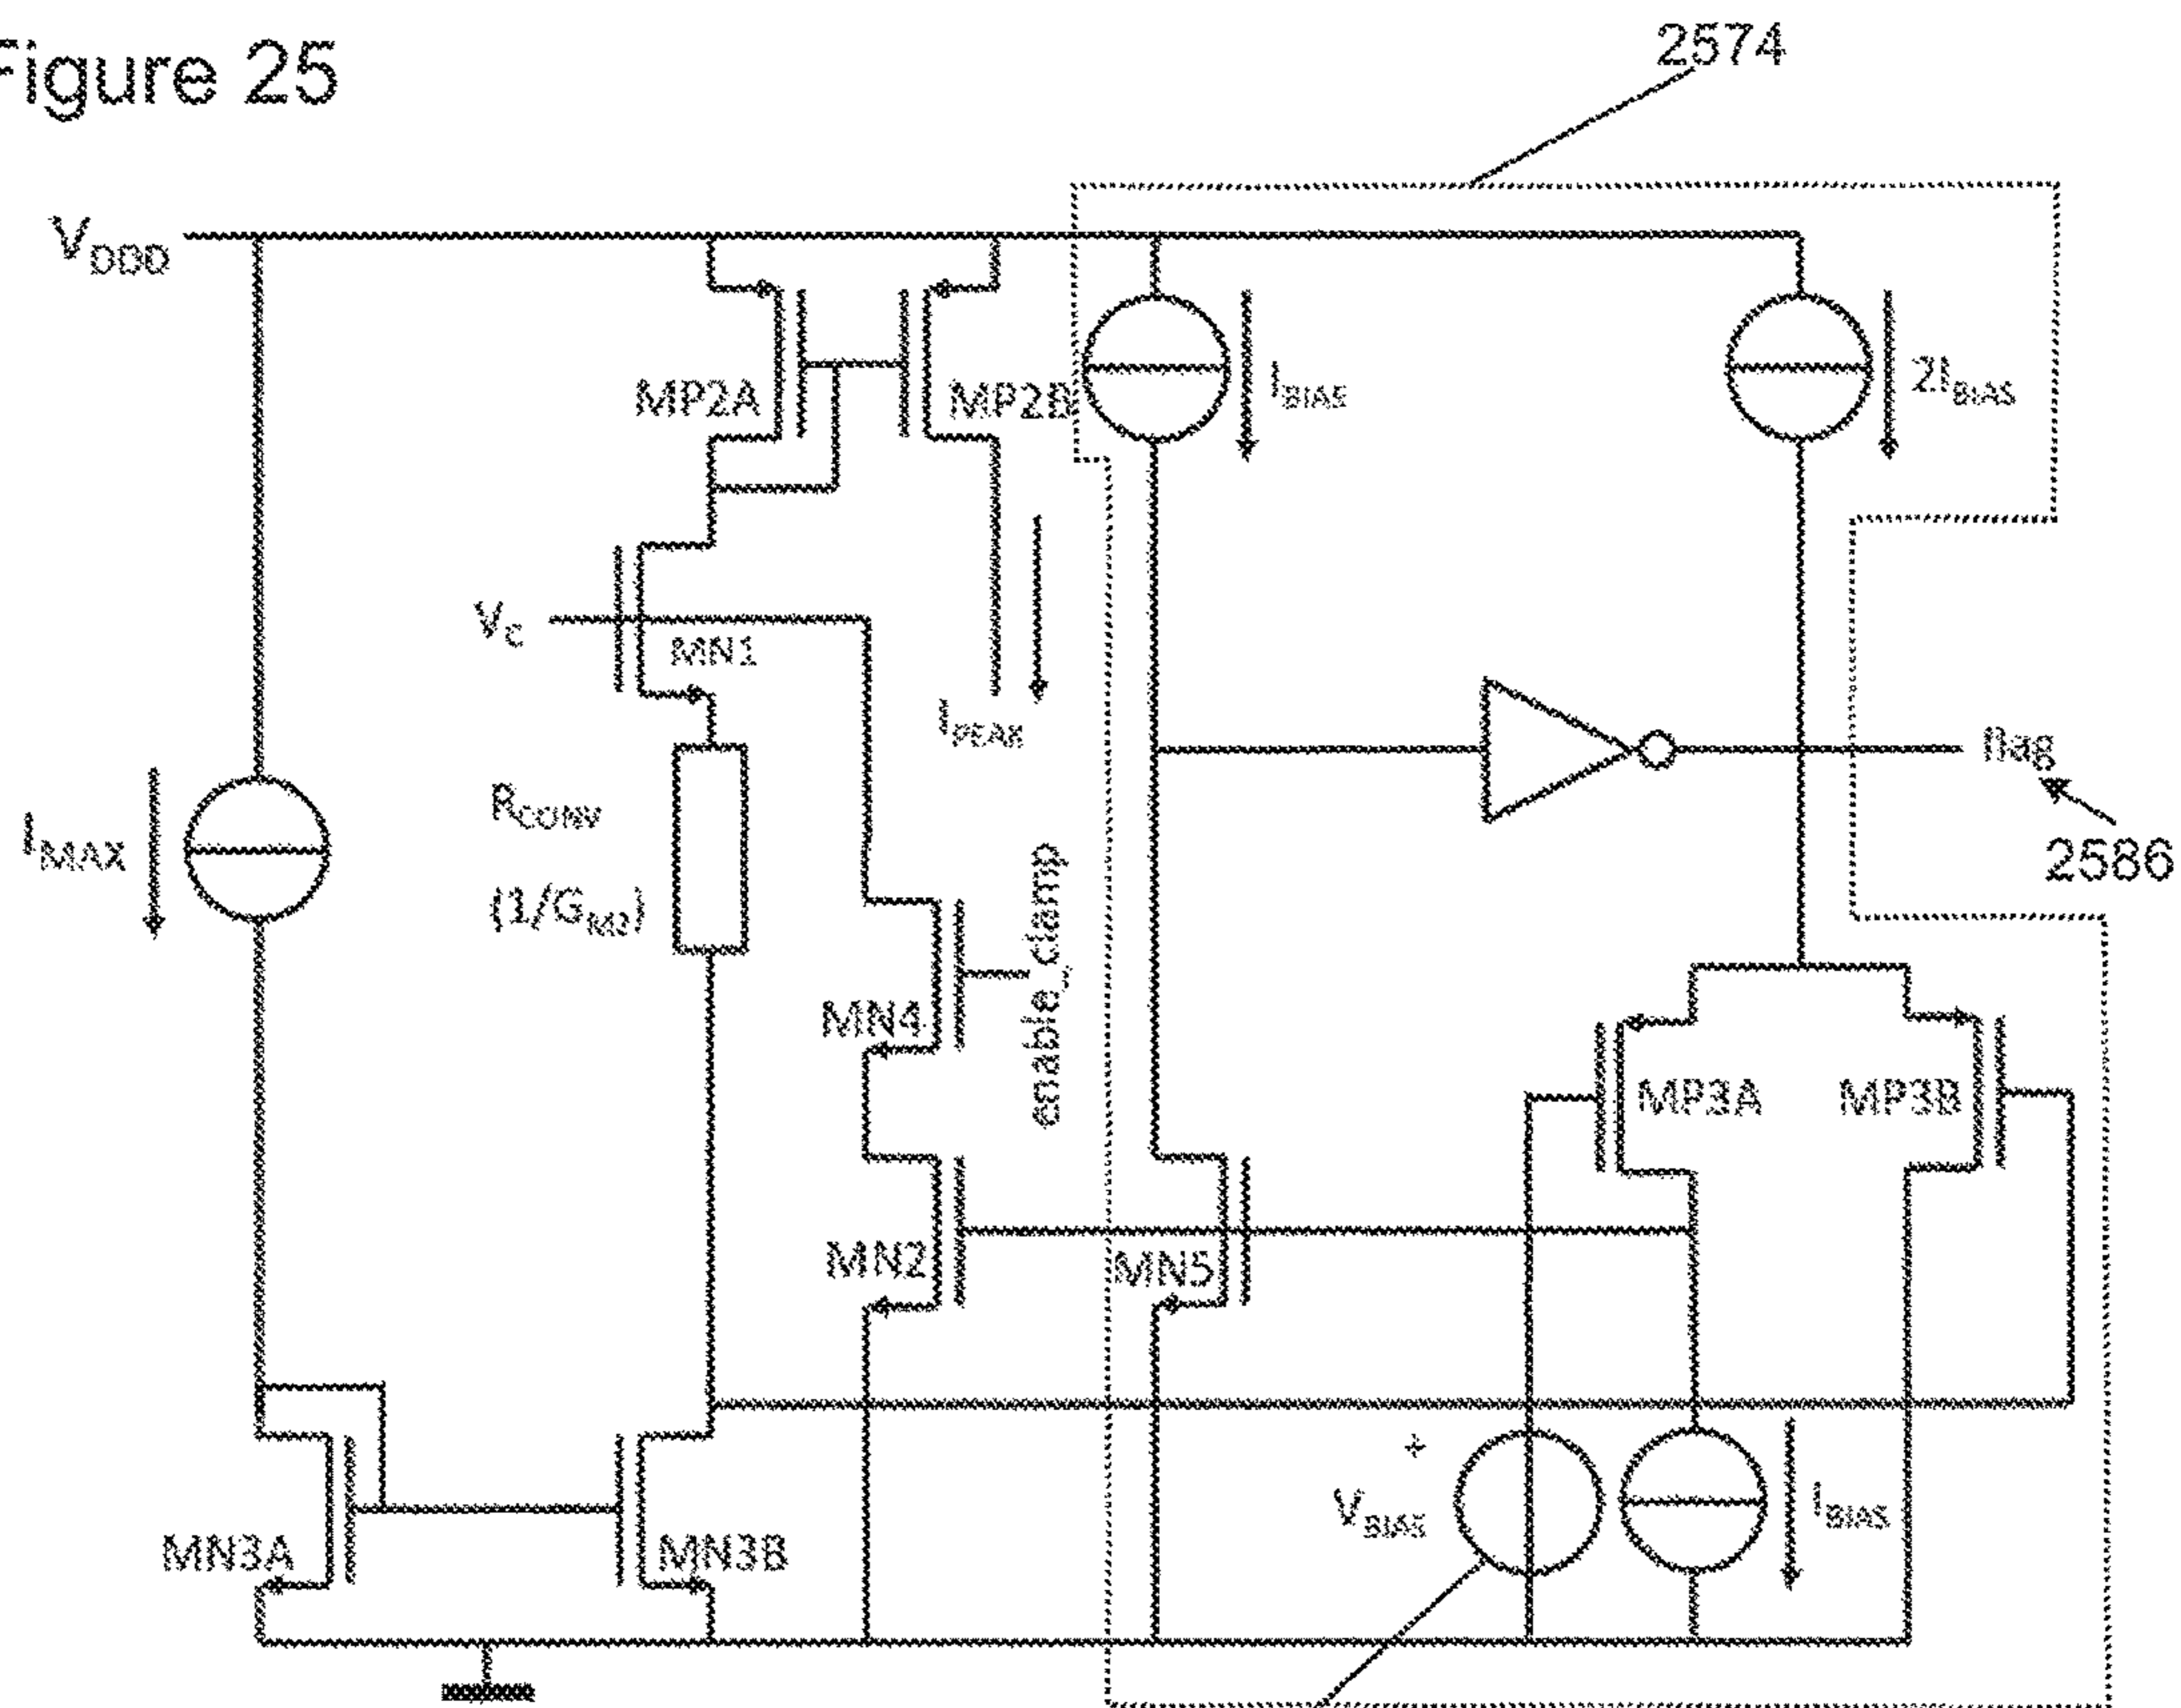 Figure 25
2574
VDDD
MP2A
MP2B
IBIAS
2IBIAS
VC
MN1
IPEAK
flag
RCONV
(1/GM2)
IMAX
enable_clamp
2586
MN4
MP3A
MP3B
MN2
MN5
+
VBIAS
IBIAS
MN3A
MN3B